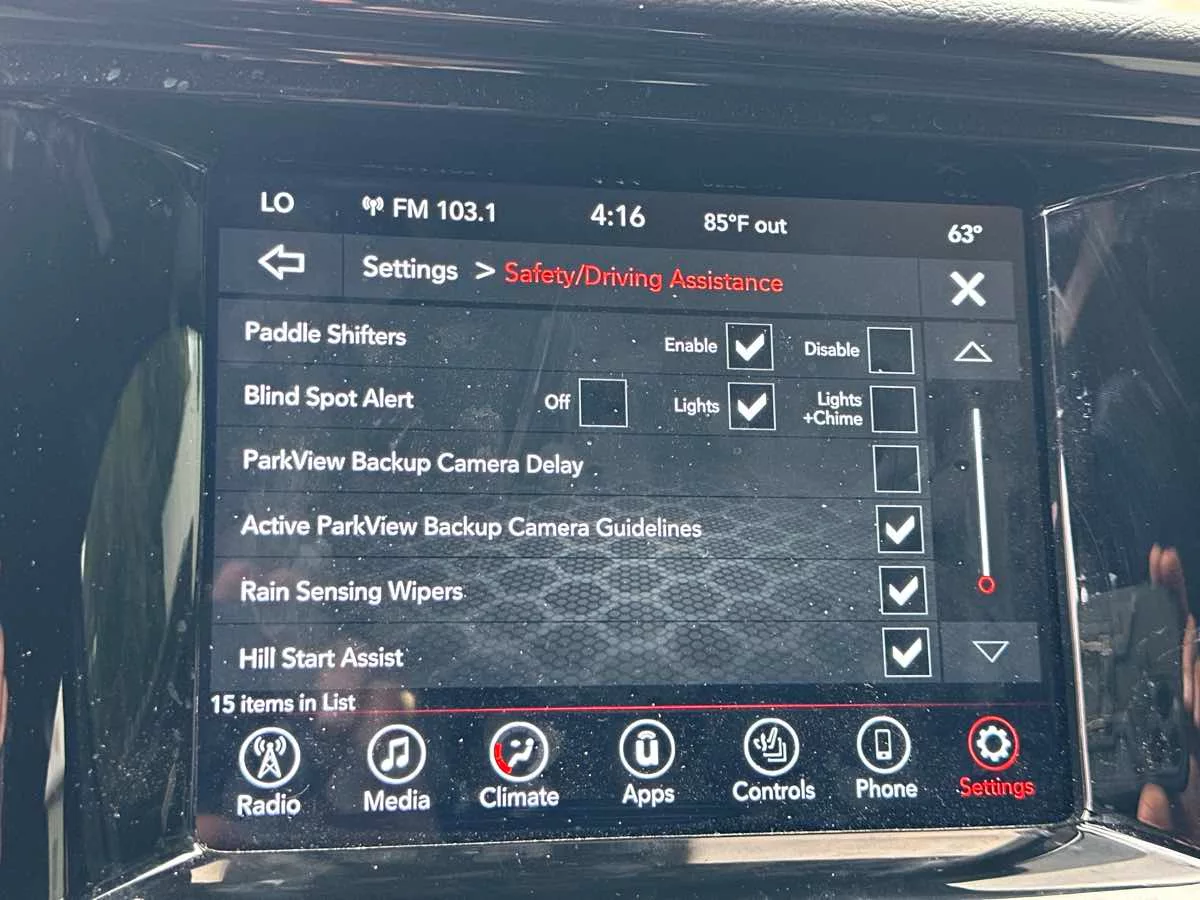 LO FM 103.1 4:16 85°F out 63°
Settings > Safety/Driving Assistance
Paddle Shifters Enable Disable
Blind Spot Alert Off Lights Lights
+Chime
ParkView Backup Camera Delay
Active ParkView Backup Camera Guidelines
Rain Sensing Wipers
Hill Start Assist
15 items in List
Radio Media Climate Apps Controls Phone Settings